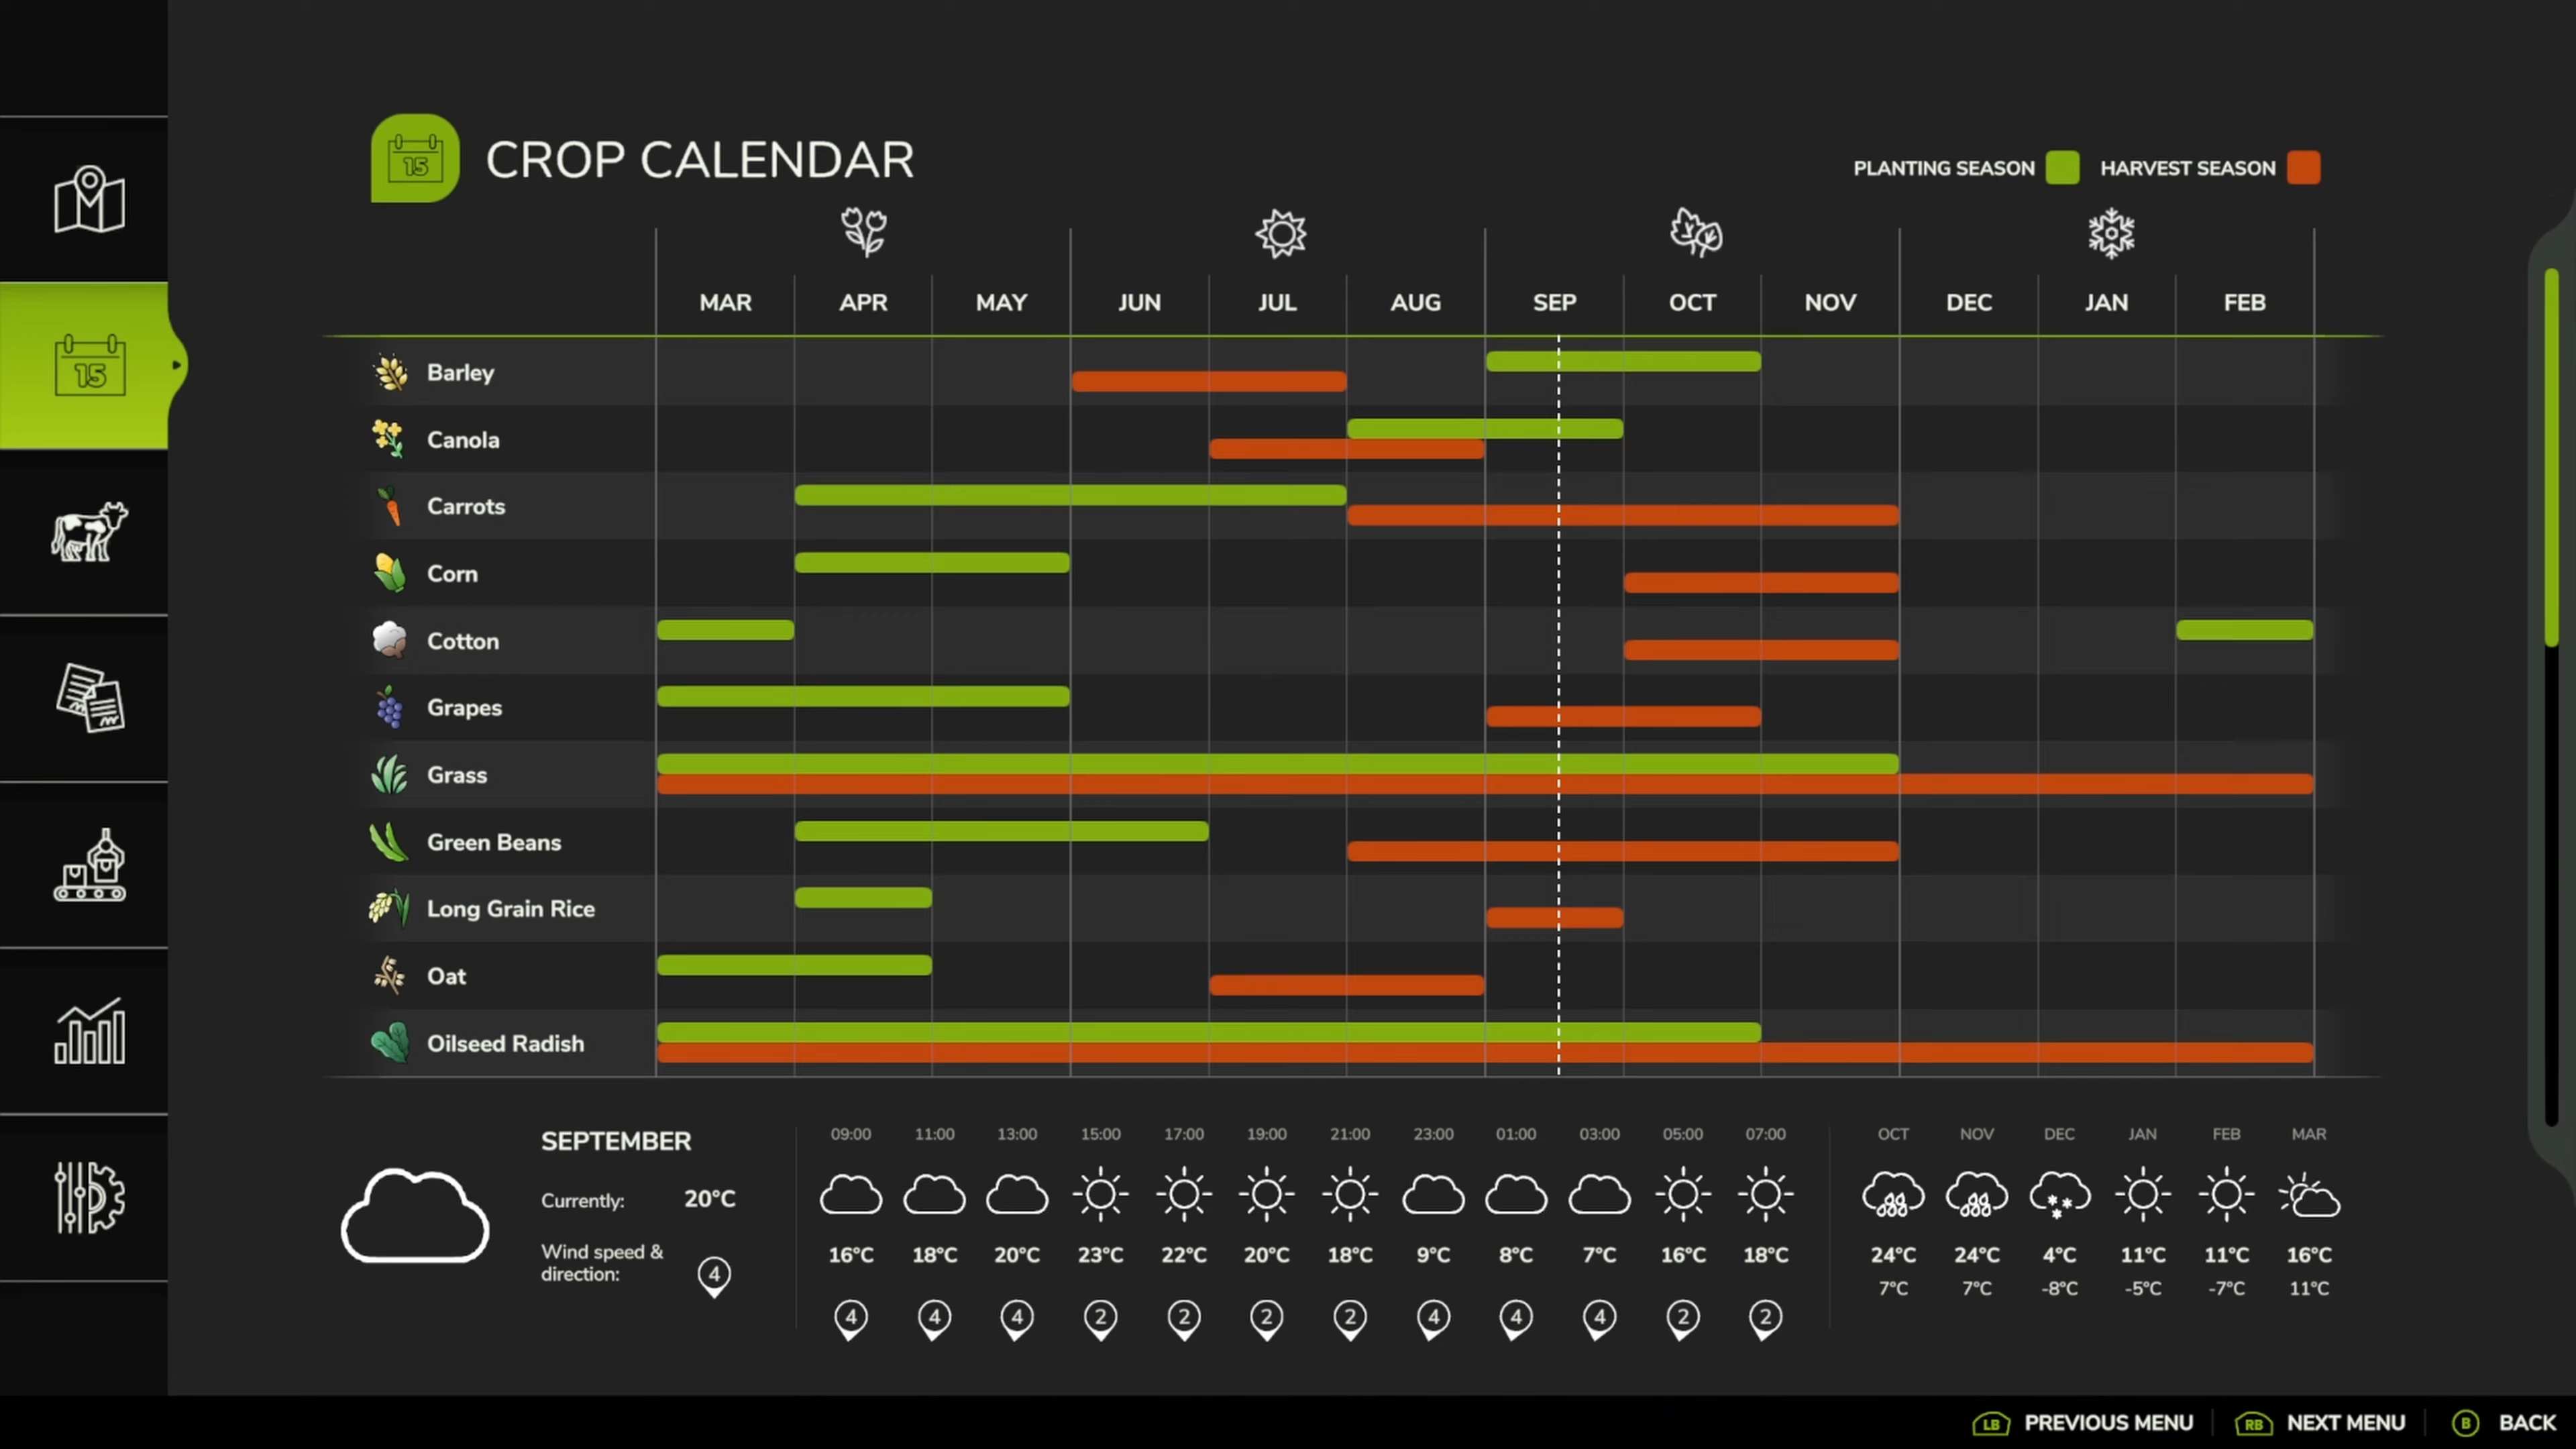 15
CROP CALENDAR
PLANTING SEASON HARVEST SEASON
MAR APR MAY JUN JUL AUG SEP OCT NOV DEC JAN FEB
15
Barley
Canola
Carrots
Corn
Cotton
Grapes
Grass
Green Beans
Long Grain Rice
Oat
Oilseed Radish
SEPTEMBER
Currently: 20°C
Wind speed &
direction: 4
09:00 11:00 13:00 15:00 17:00 19:00 21:00 23:00 01:00 03:00 05:00 07:00
16°C 18°C 20°C 23°C 22°C 20°C 18°C 9°C 8°C 7°C 16°C 18°C
4 4 4 2 2 2 2 4 4 4 2 2
OCT NOV DEC JAN FEB MAR
24°C 24°C 4°C 11°C 11°C 16°C
7°C 7°C -8°C -5°C -7°C 11°C
LB PREVIOUS MENU RB NEXT MENU B BACK